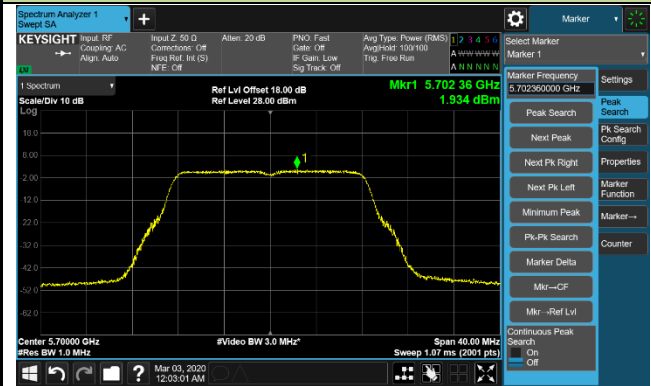 Spectrum Analyzer 1
Swept SA
Marker
KEYSIGHT Input: RF Input Z: 50 Ω Atten: 20 dB PNO: Fast Avg Type: Power (RMS) 1 2 3 4 5 6
Coupling: AC Corrections: Off Gate: Off Avg|Hold: 100/100 A W W W W W
Align: Auto Freq Ref: Int (S) IF Gain: Low Trig: Free Run
NFE: Off Sig Track: Off A N N N N N
Select Marker
Marker 1
1 Spectrum
Scale/Div 10 dB
Log
Ref Lvl Offset 18.00 dB
Ref Level 28.00 dBm
Mkr1 5.702 36 GHz
1.934 dBm
18.0
8.00
2.00
-12.0
-22.0
-32.0
-42.0
-52.0
-62.0
1
Center 5.70000 GHz #Video BW 3.0 MHz* Span 40.00 MHz
#Res BW 1.0 MHz Sweep 1.07 ms (2001 pts)
Marker Frequency
5.702360000 GHz
Peak Search
Next Peak
Next Pk Right
Next Pk Left
Minimum Peak
Pk-Pk Search
Marker Delta
Mkr→CF
Mkr→Ref Lvl
Continuous Peak
Search
On
Off
Settings
Peak
Search
Pk Search
Config
Properties
Marker
Function
Marker→
Counter
?
Mar 03, 2020
12:03:01 AM